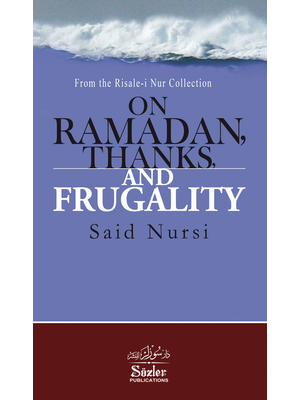 From the Risale-i Nur Collection
ON
RAMADAN,
THANKS,
AND
FRUGALITY
Said Nursi
Sözler
PUBLICATIONS